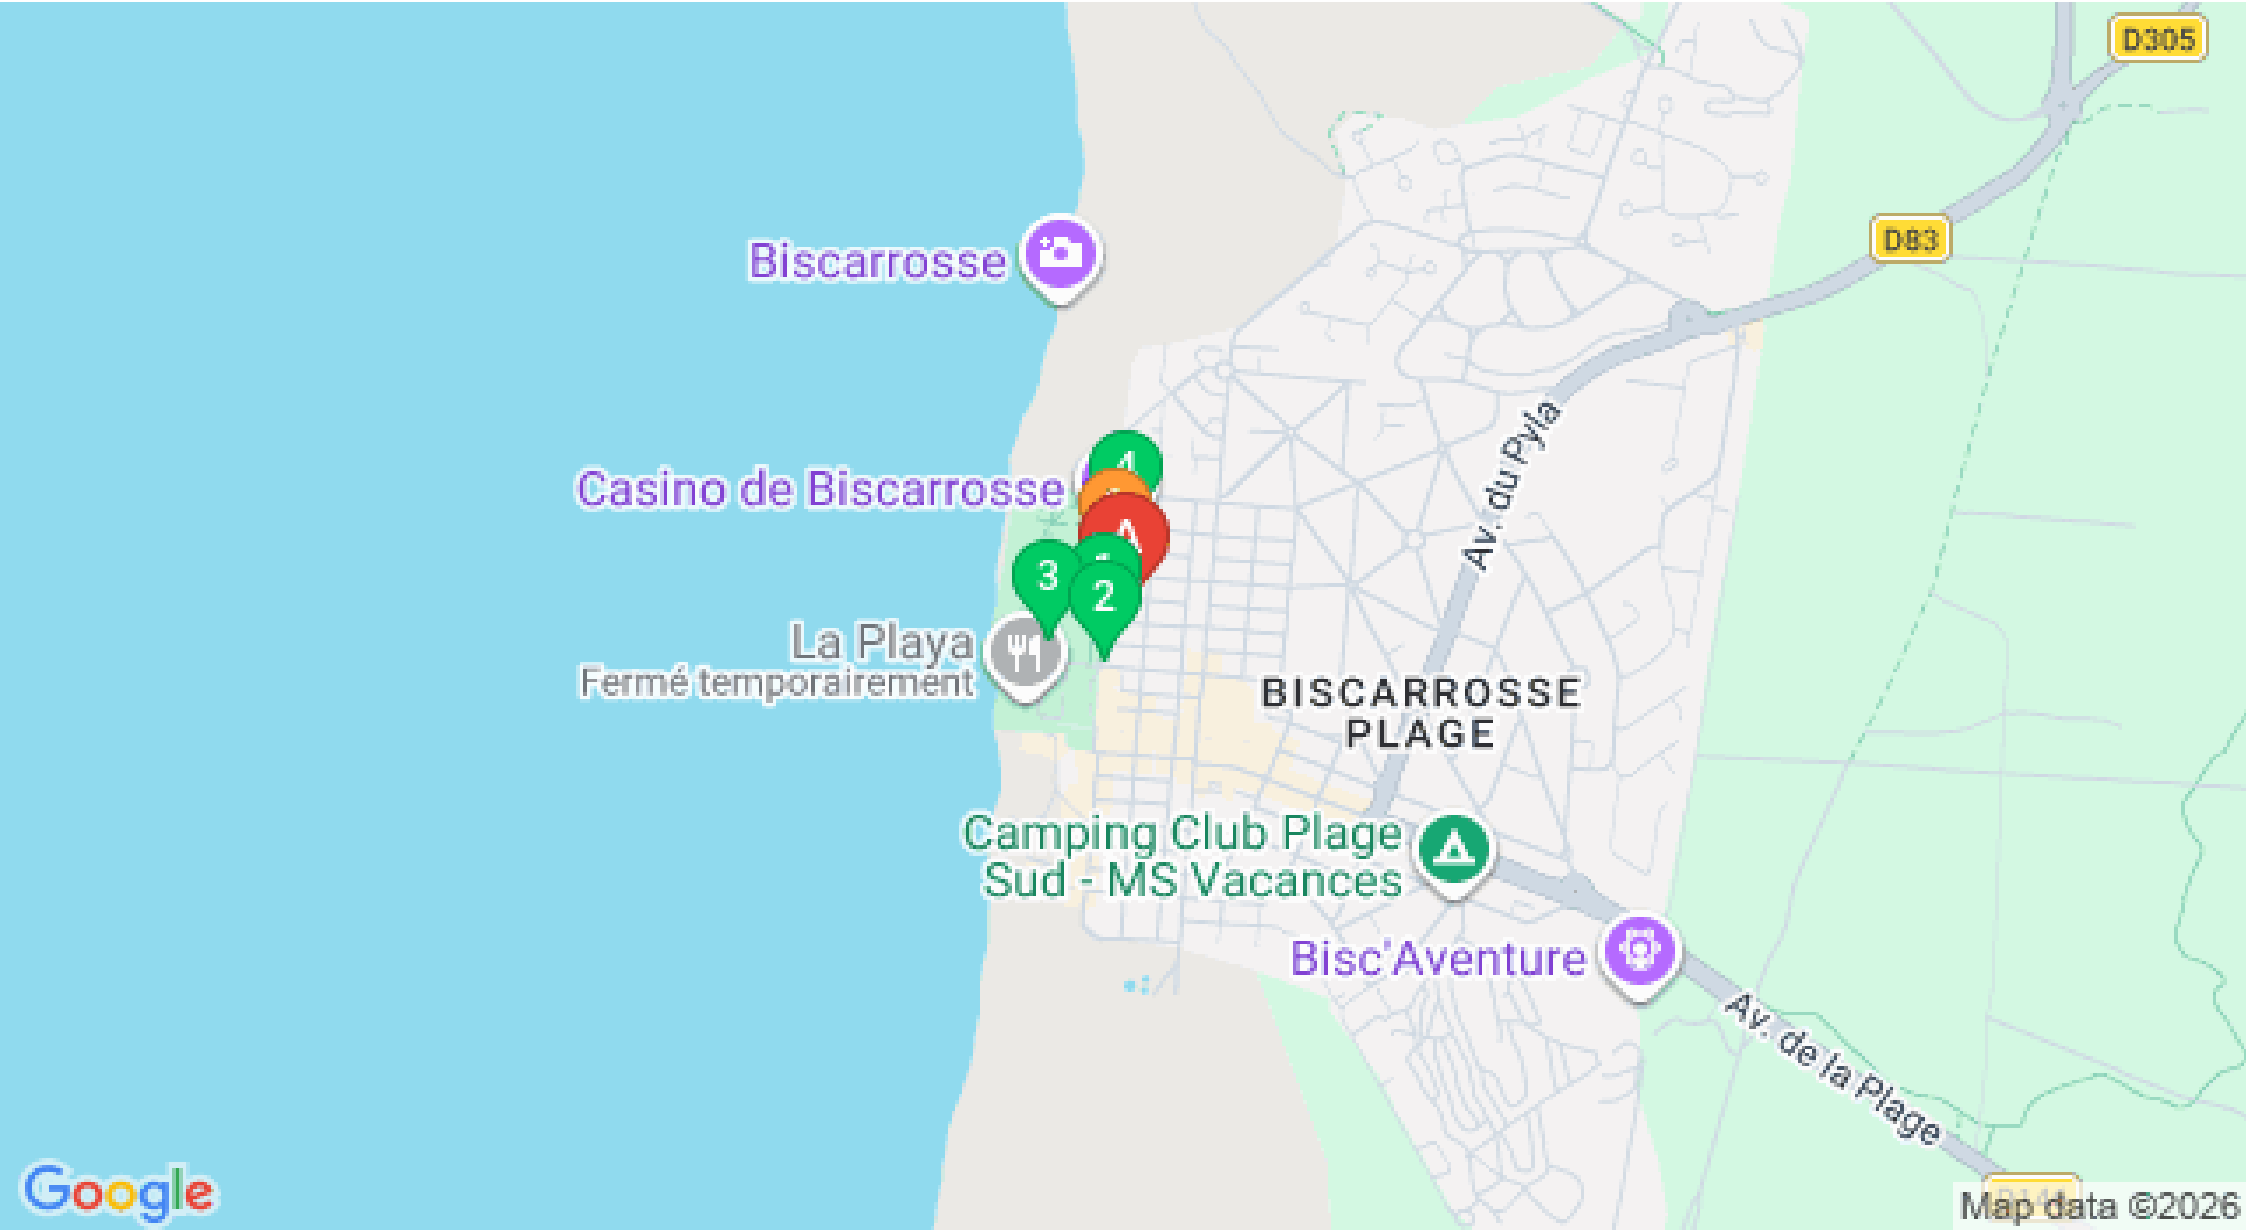 D305
D83
Biscarrosse
Av. du Pyla
4
Casino de Biscarrosse
A
3
2
La Playa
Fermé temporairement
BISCARROSSE
PLAGE
Camping Club Plage
Sud - MS Vacances
Bisc'Aventure
Av. de la Plage
Google
Map data ©2026